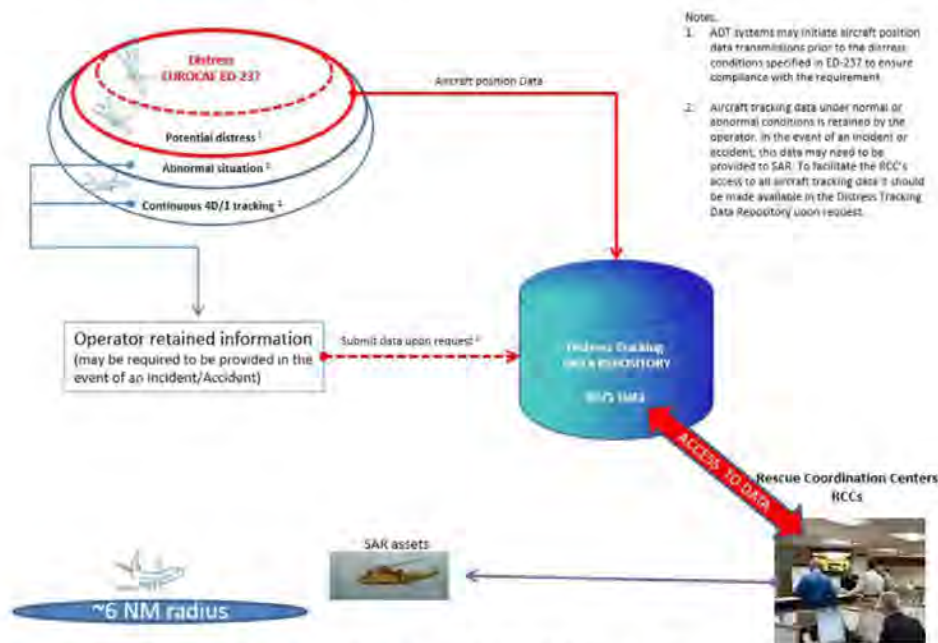 Distress
EUROCAE ED-237
Potential distress 1
Abnormal situation 2
Continuous 4D/1 tracking 2
Aircraft position Data
Notes.
1. ADT systems may initiate aircraft position
data transmissions prior to the distress
conditions specified in ED-237 to ensure
compliance with the requirement
2. Aircraft tracking data under normal or
abnormal conditions is retained by the
operator. In the event of an incident or
accident, this data may need to be
provided to SAR. To facilitate the RCC's
access to all aircraft tracking data it should
be made available in the Distress Tracking
Data Repository upon request.
Operator retained information
(may be required to be provided in the
event of an Incident/Accident)
Submit data upon request 2
Distress Tracking
DATA REPOSITORY
Data
ACCESS TO DATA
Rescue Coordination Centers
RCCs
SAR assets
~6 NM radius